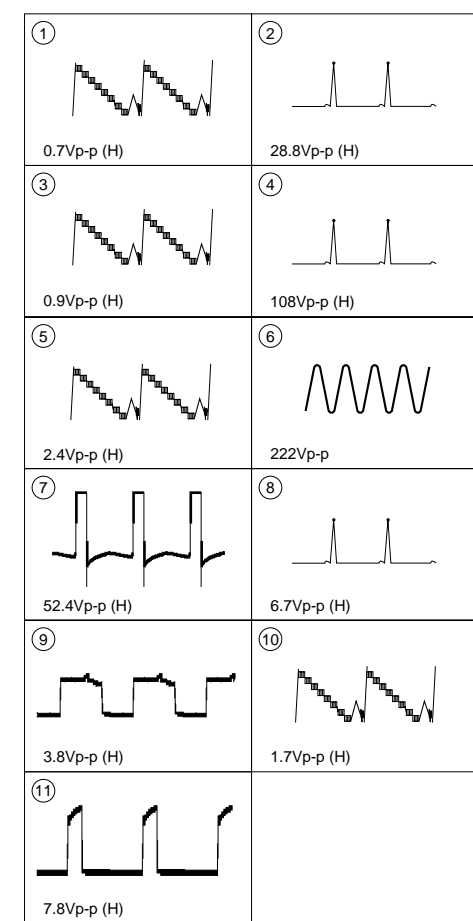 ① ②
0.7Vp-p (H) 28.8Vp-p (H)
③ ④
0.9Vp-p (H) 108Vp-p (H)
⑤ ⑥
2.4Vp-p (H) 222Vp-p
⑦ ⑧
52.4Vp-p (H) 6.7Vp-p (H)
⑨ ⑩
3.8Vp-p (H) 1.7Vp-p (H)
⑪
7.8Vp-p (H)